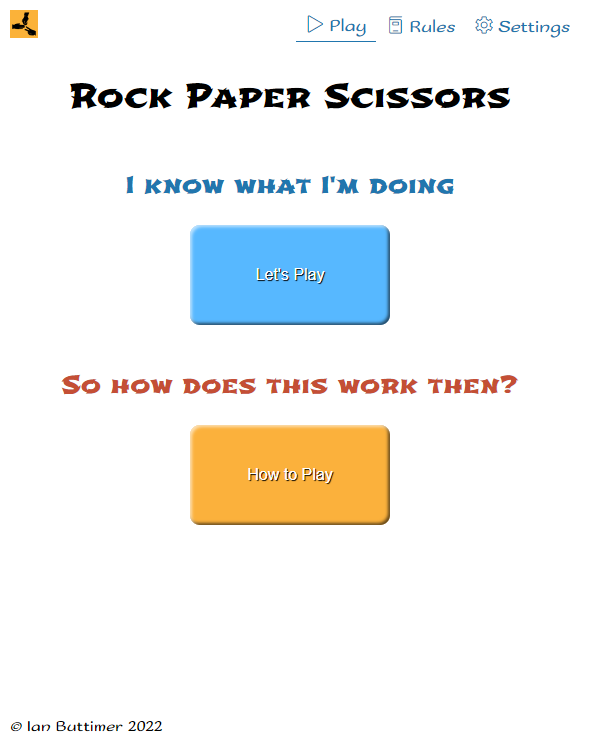 Play Rules Settings
Rock Paper Scissors
I know what I'm doing
Let's Play
So how does this work then?
How to Play
© Ian Buttimer 2022